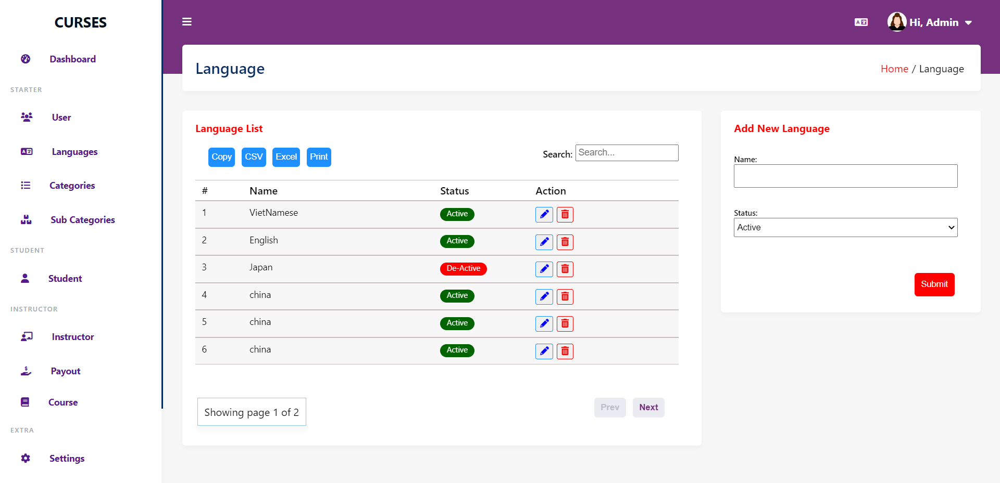 CURSES
Dashboard
STARTER
User
Languages
Categories
Sub Categories
STUDENT
Student
INSTRUCTOR
Instructor
Payout
Course
EXTRA
Settings
Hi, Admin
Language
Home / Language
Language List
Copy CSV Excel Print
Search: Search...
# Name Status Action
1 VietNamese Active
2 English Active
3 Japan De-Active
4 china Active
5 china Active
6 china Active
Showing page 1 of 2
Prev Next
Add New Language
Name:
Status:
Active
Submit